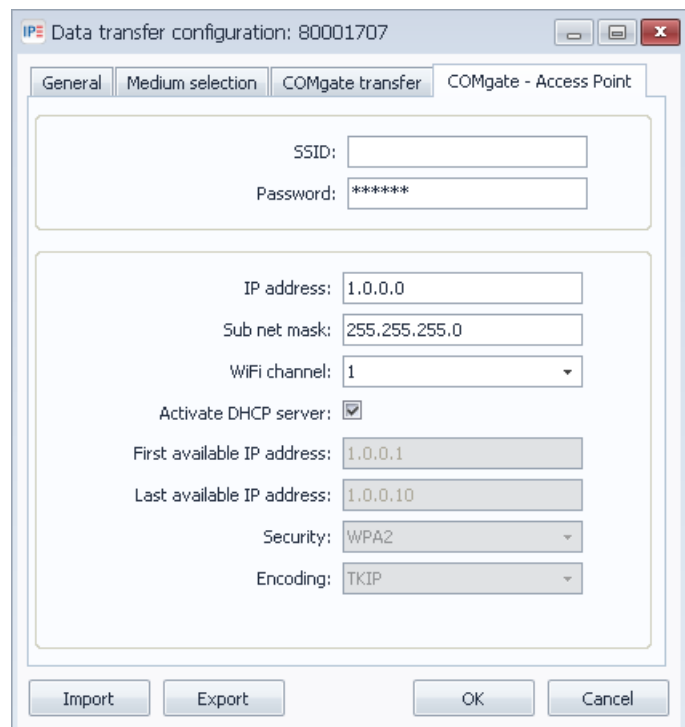 IPE Data transfer configuration: 80001707
General Medium selection COMgate transfer COMgate - Access Point
SSID:
Password: ******
IP address: 1.0.0.0
Sub net mask: 255.255.255.0
WiFi channel: 1
Activate DHCP server:
First available IP address: 1.0.0.1
Last available IP address: 1.0.0.10
Security: WPA2
Encoding: TKIP
Import Export OK Cancel